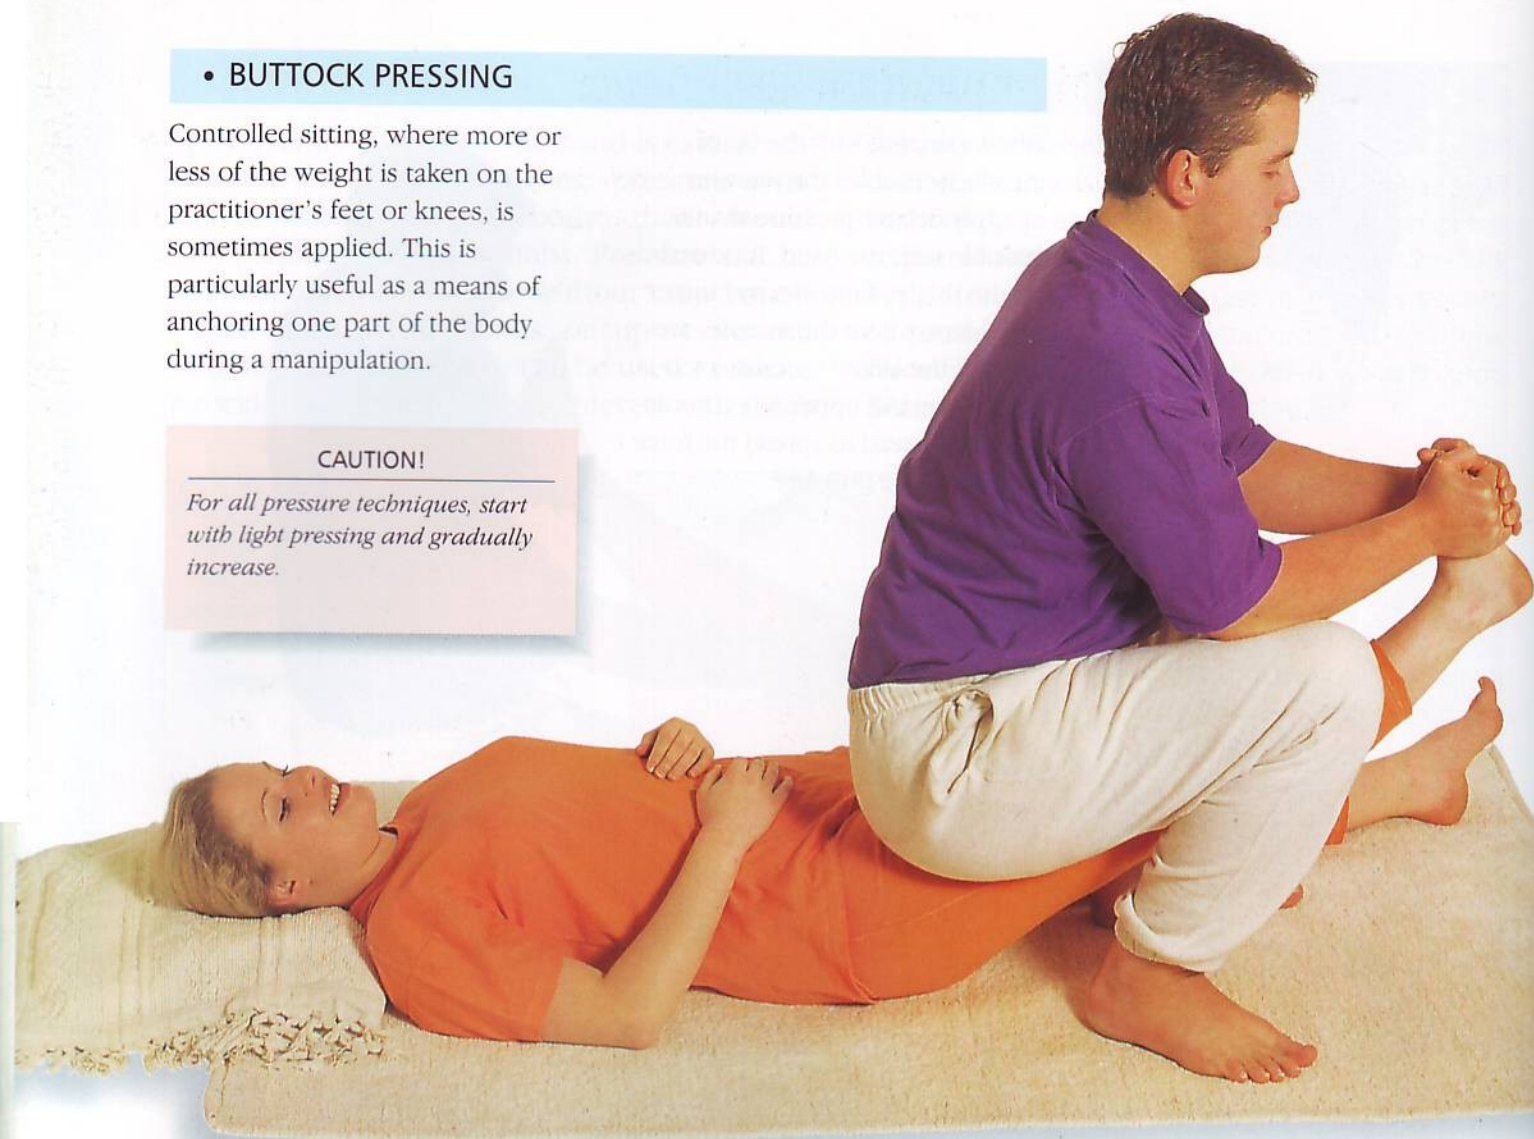 • BUTTOCK PRESSING
Controlled sitting, where more or
less of the weight is taken on the
practitioner's feet or knees, is
sometimes applied. This is
particularly useful as a means of
anchoring one part of the body
during a manipulation.
CAUTION!
For all pressure techniques, start
with light pressing and gradually
increase.